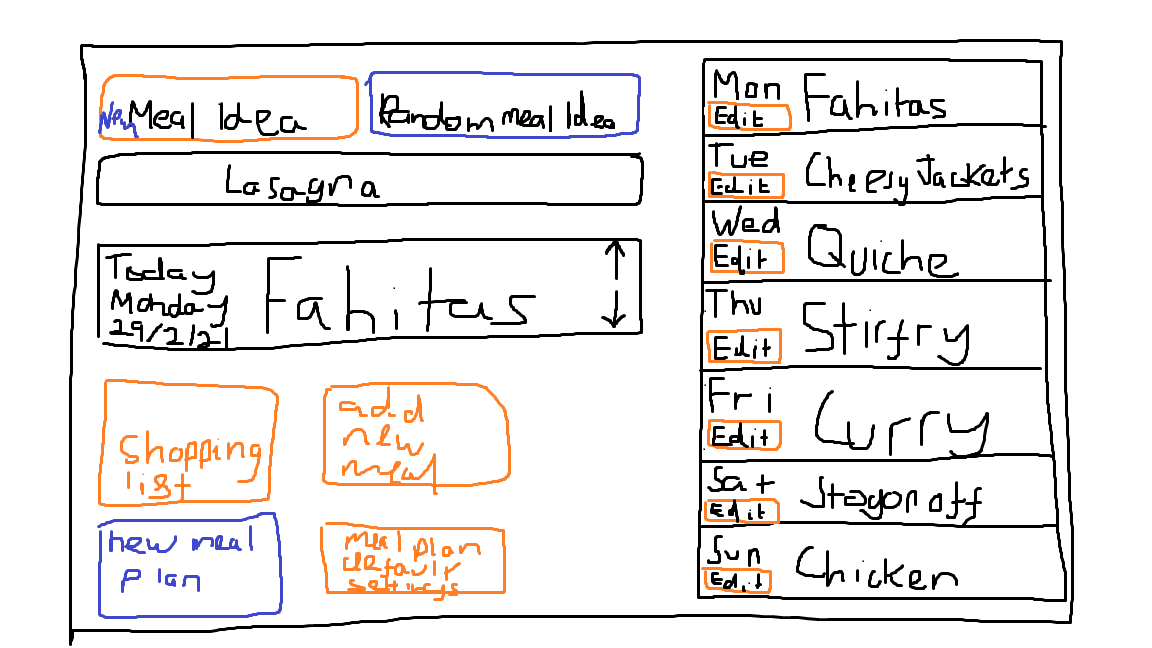 New Meal Idea
Random meal Idea
Lasagna
Today
Monday
29/2/21
Fahitas
Shopping
list
add
new
meal
new meal
plan
meal plan
default
settings
Mon
Edit
Fahitas
Tue
Edit
Cheesy Jackets
Wed
Edit
Quiche
Thu
Edit
Stirfry
Fri
Edit
Curry
Sat
Edit
Stagon off
Sun
Edit
Chicken